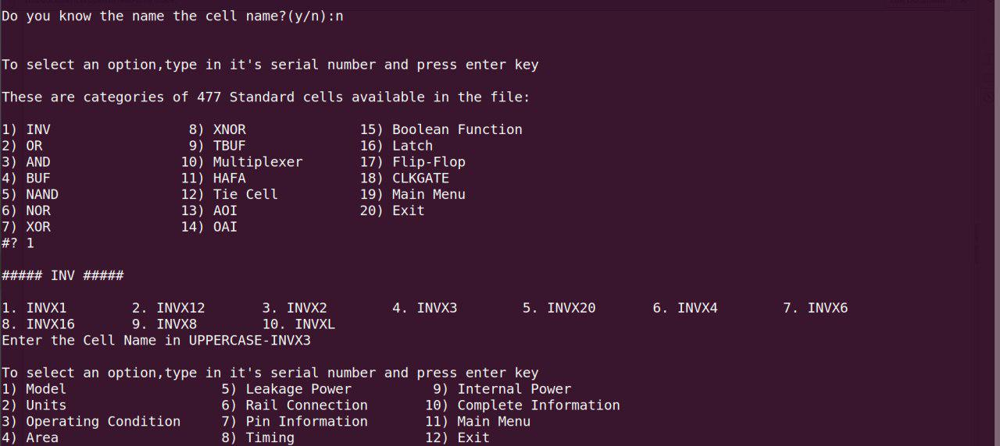 Do you know the name the cell name?(y/n):n
To select an option,type in it's serial number and press enter key
These are categories of 477 Standard cells available in the file:
1) INV 8) XNOR 15) Boolean Function
2) OR 9) TBUF 16) Latch
3) AND 10) Multiplexer 17) Flip-Flop
4) BUF 11) HAFA 18) CLKGATE
5) NAND 12) Tie Cell 19) Main Menu
6) NOR 13) AOI 20) Exit
7) XOR 14) OAI
#? 1
##### INV #####
1. INVX1 2. INVX12 3. INVX2 4. INVX3 5. INVX20 6. INVX4 7. INVX6
8. INVX16 9. INVX8 10. INVXL
Enter the Cell Name in UPPERCASE-INVX3
To select an option,type in it's serial number and press enter key
1) Model 5) Leakage Power 9) Internal Power
2) Units 6) Rail Connection 10) Complete Information
3) Operating Condition 7) Pin Information 11) Main Menu
4) Area 8) Timing 12) Exit